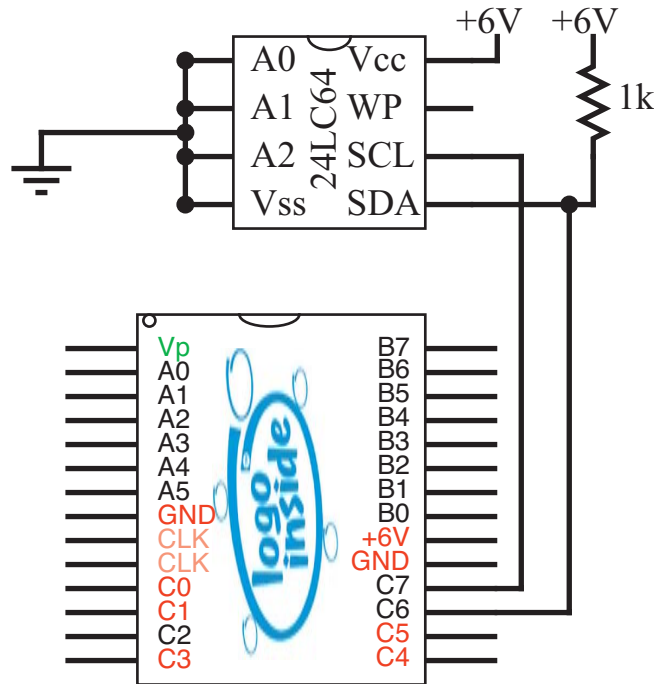 +6V +6V
A0 Vcc
A1 WP
A2 SCL
Vss SDA
24LC64
1k
Vp B7
A0 B6
A1 B5
A2 B4
A3 B3
A4 B2
A5 B1
GND B0
CLK +6V
CLK GND
C0 C7
C1 C6
C2 C5
C3 C4
logo
inside